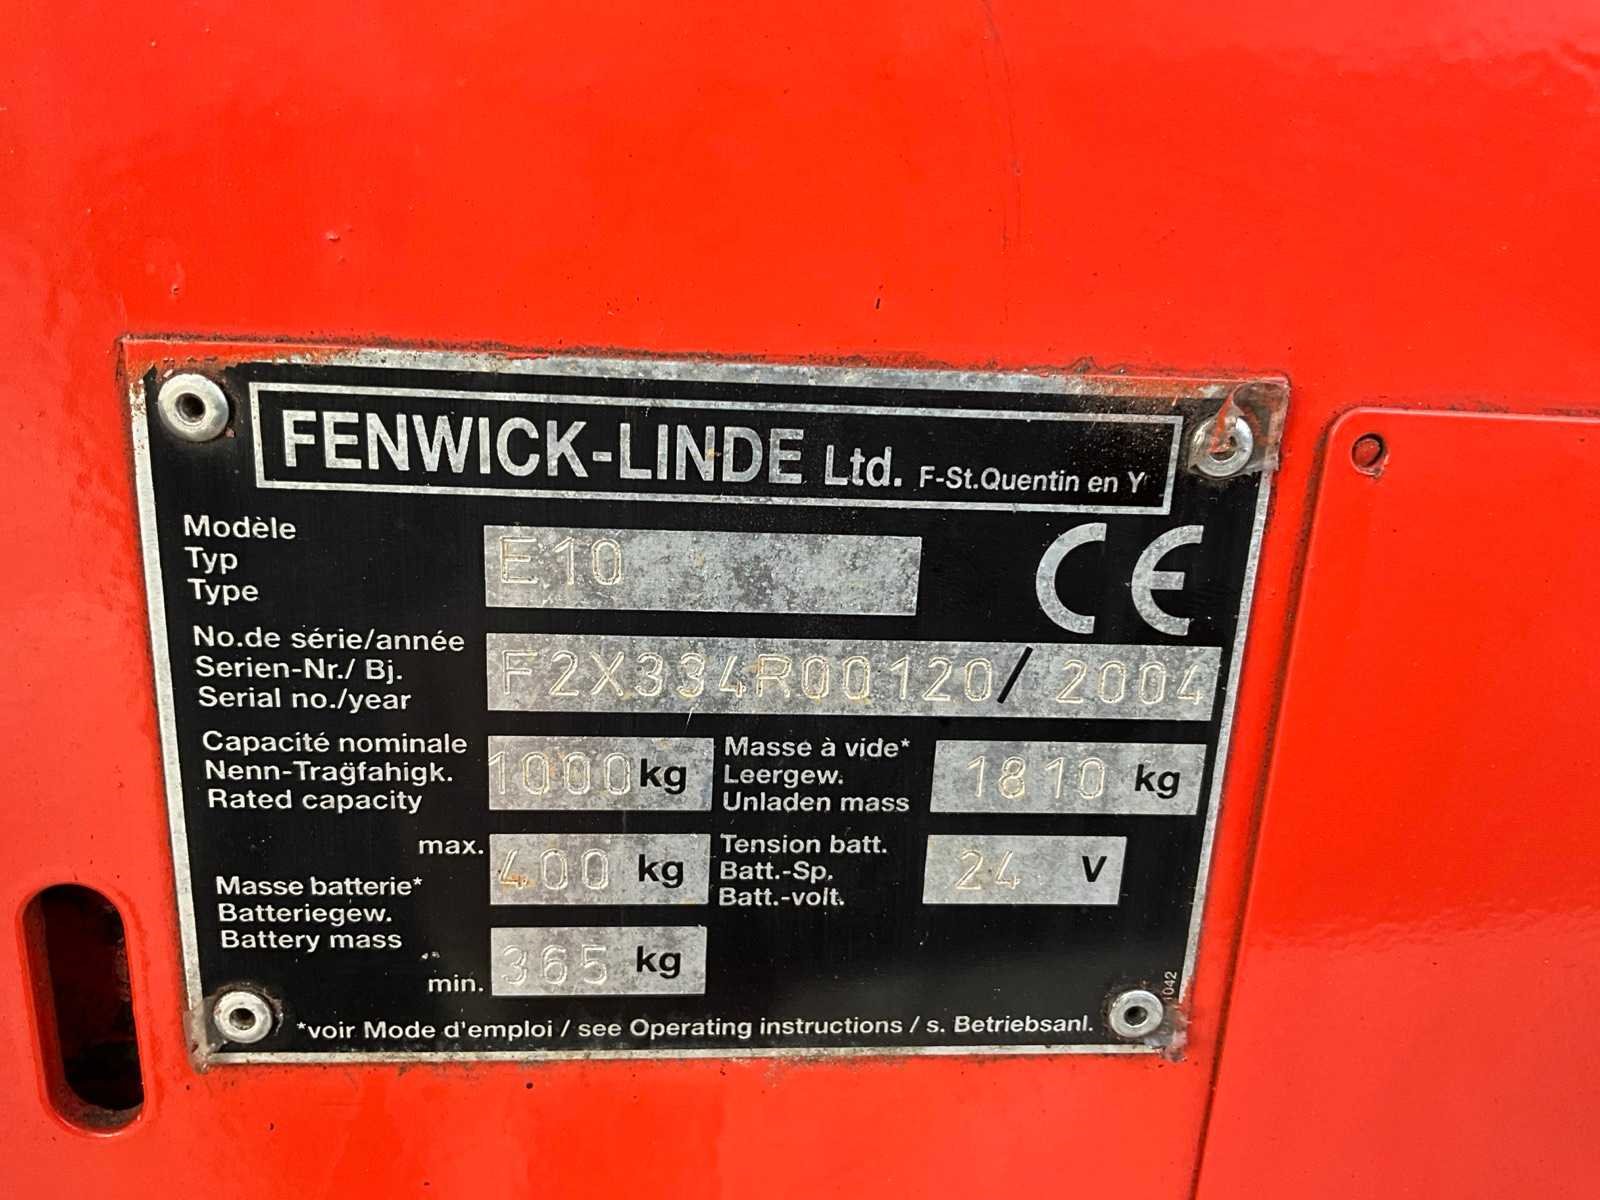 FENWICK-LINDE Ltd. F-St.Quentin en Y
Modèle
Typ
Type
E10
CE
No.de série/année
Serien-Nr./ Bj.
Serial no./year
F2X334R00120/ 2004
Capacité nominale
Nenn-Tragfahigk.
Rated capacity
1000 kg
Masse à vide*
Leergew.
Unladen mass
1810 kg
max.
400 kg
Masse batterie*
Batteriegew.
Battery mass
min.
365 kg
Tension batt.
Batt.-Sp.
Batt.-volt.
24 V
*voir Mode d'emploi / see Operating instructions / s. Betriebsanl.